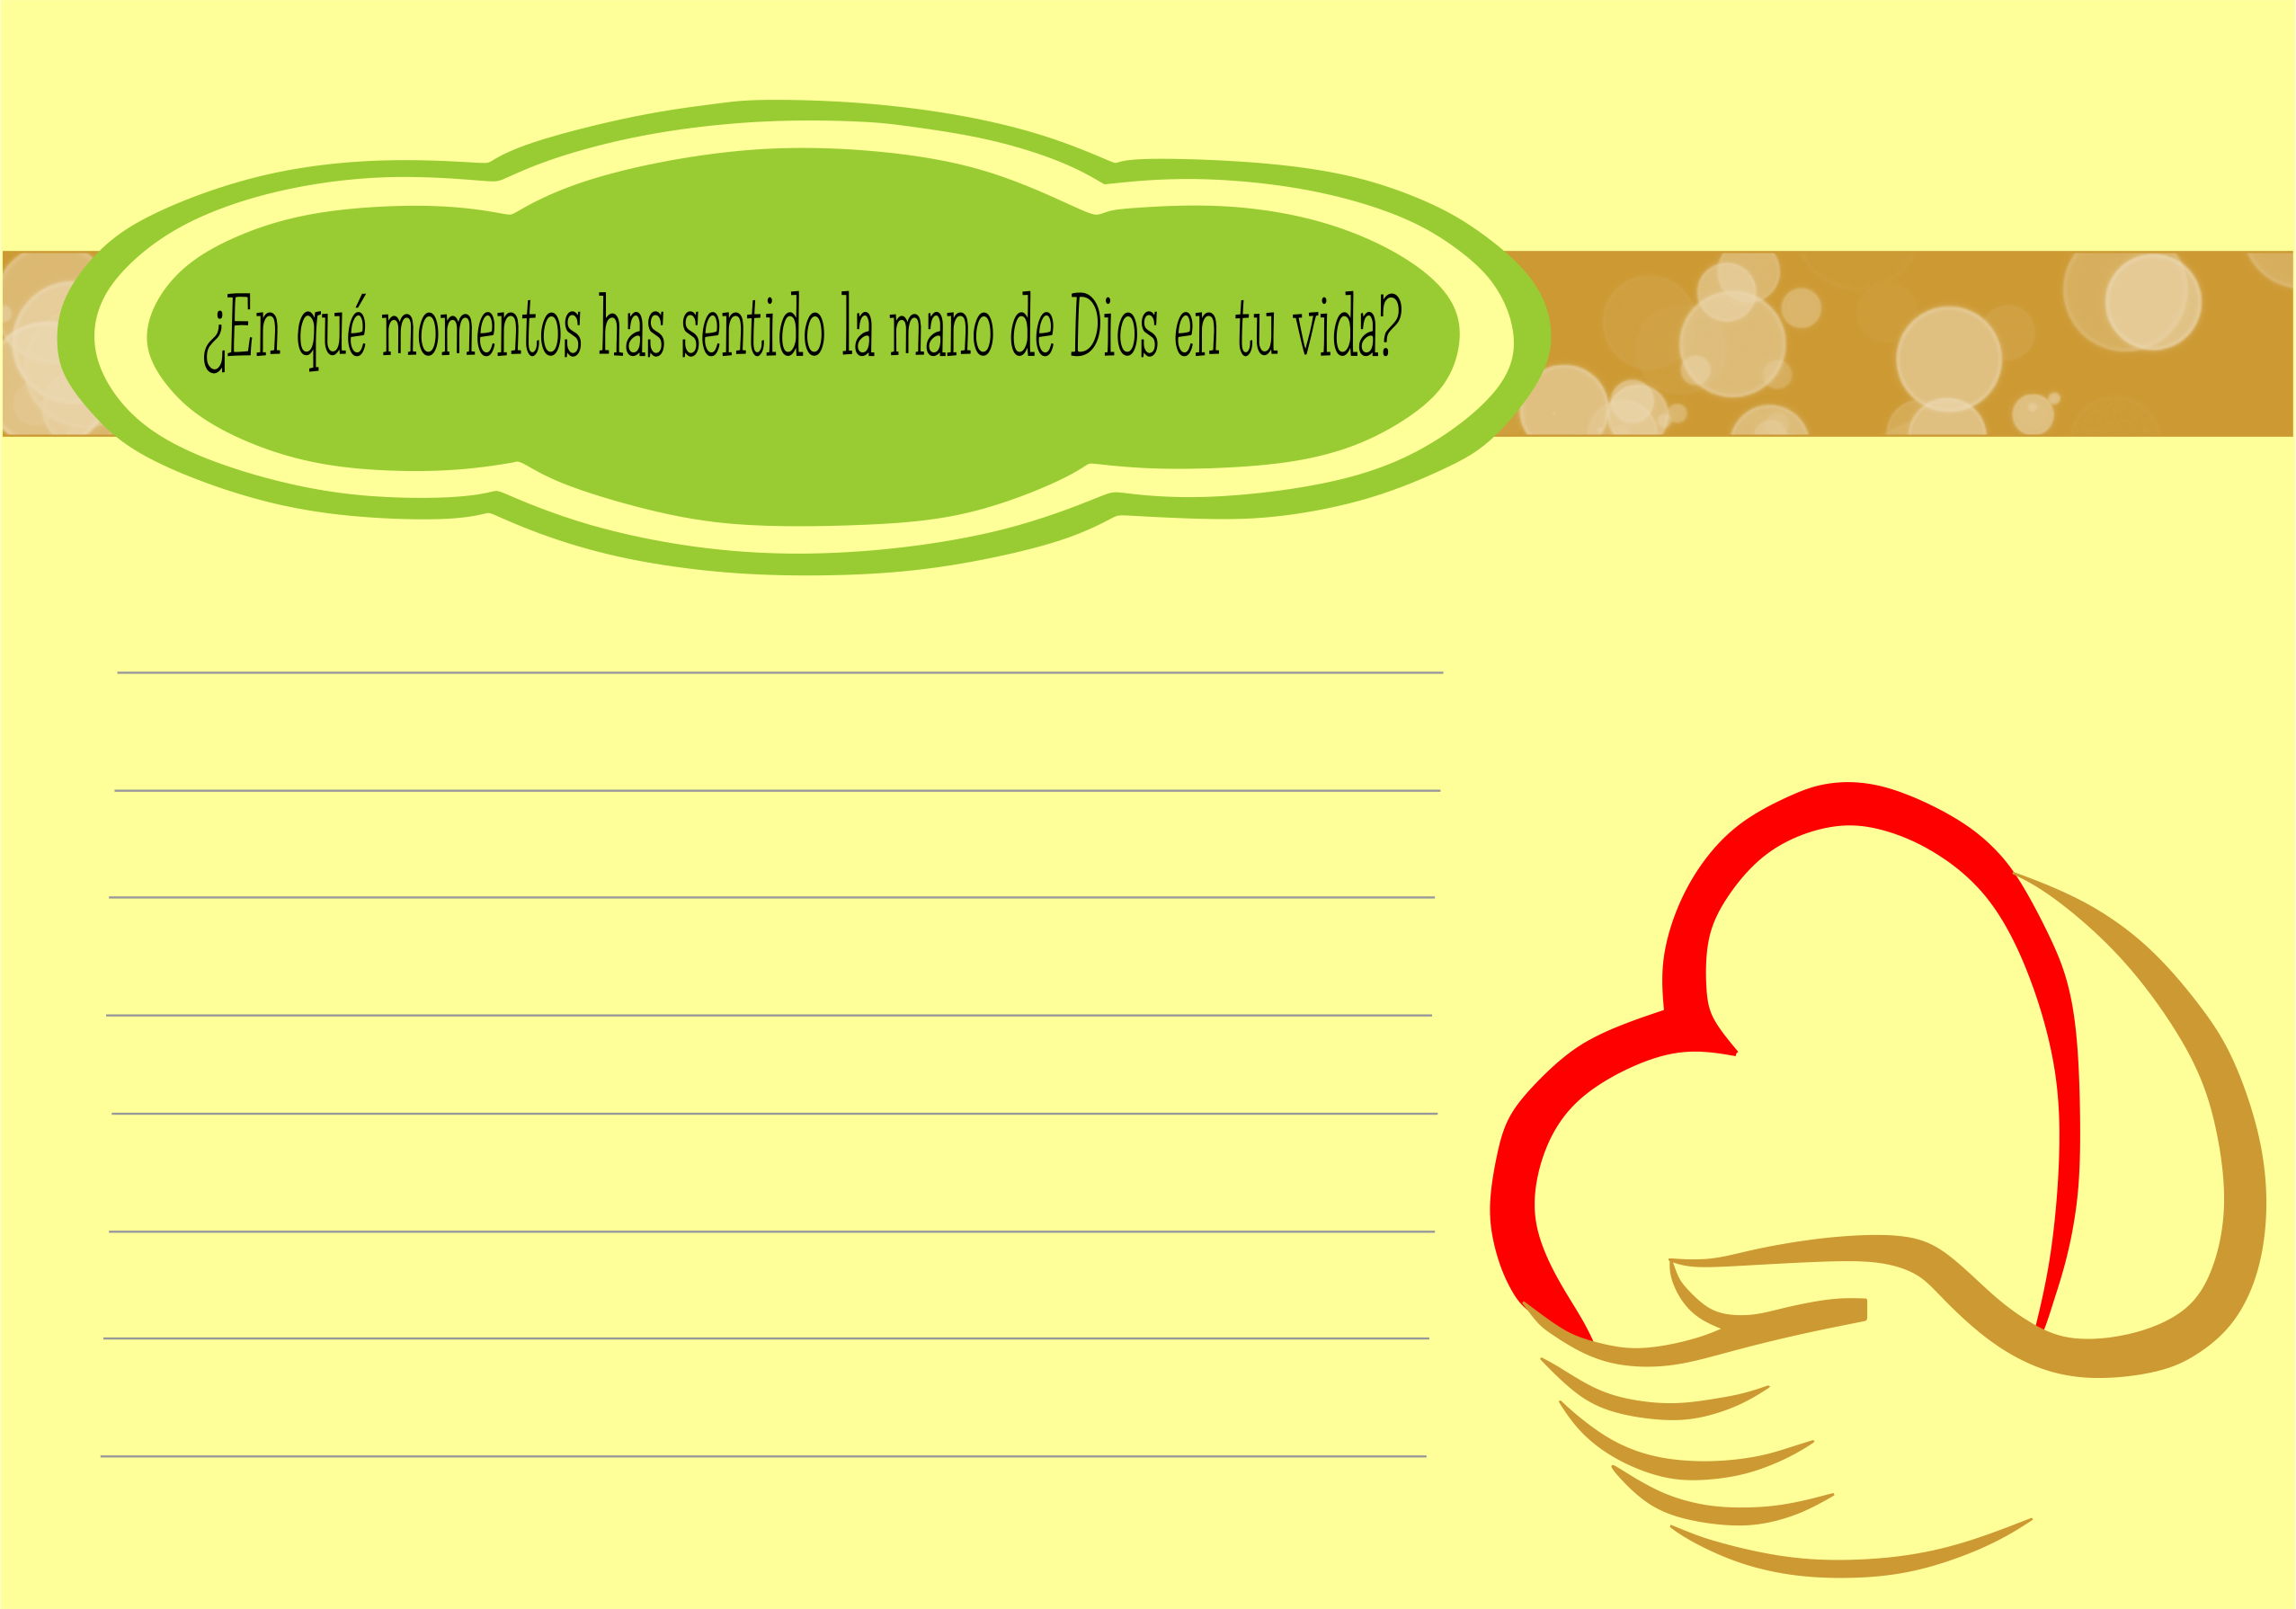 ¿En qué momentos has sentido la mano de Dios en tu vida?